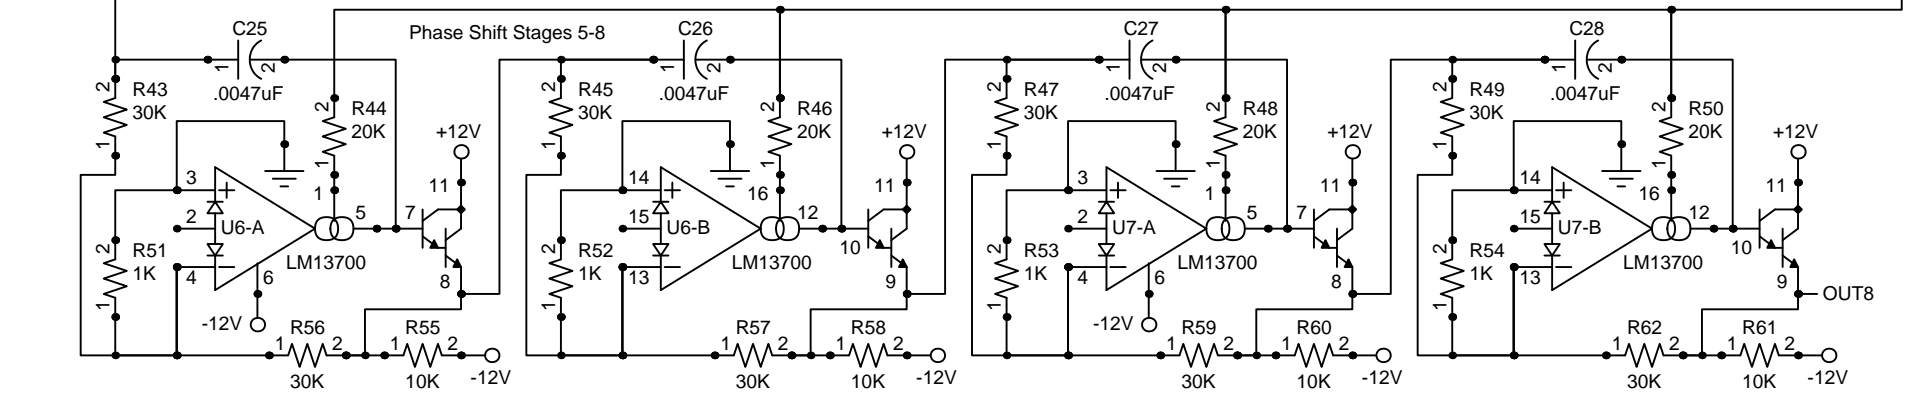 Phase Shift Stages 5-8
C25
1 2
.0047uF
R43
30K
2
1
R44
20K
2
1
+12V
11
3
2
4
U6-A
1
5
7
LM13700
6
-12V
8
R51
1K
2
1
R56
1 2
30K
R55
1 2
10K
-12V
C26
1 2
.0047uF
R45
30K
2
1
R46
20K
2
1
+12V
11
14
15
13
U6-B
16
12
10
LM13700
9
R52
1K
2
1
R57
1 2
30K
R58
1 2
10K
-12V
C27
1 2
.0047uF
R47
30K
2
1
R48
20K
2
1
+12V
11
3
2
4
U7-A
1
5
7
LM13700
6
-12V
8
R53
1K
2
1
R59
1 2
30K
R60
1 2
10K
-12V
C28
1 2
.0047uF
R49
30K
2
1
R50
20K
2
1
+12V
11
14
15
13
U7-B
16
12
10
LM13700
9
OUT8
R54
1K
2
1
R62
1 2
30K
R61
1 2
10K
-12V